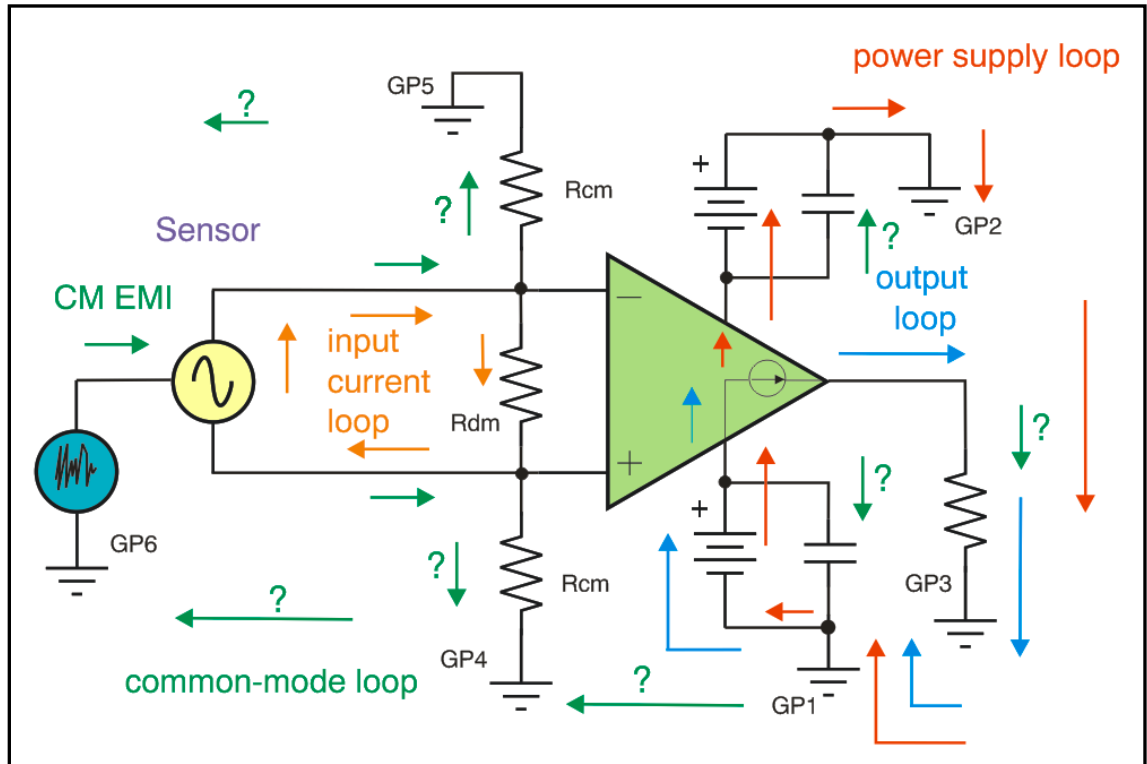 power supply loop
GP5
?
+
Rcm
?
?
GP2
Sensor
output
loop
CM EMI
−
input
current
loop
Rdm
?
+
?
+
GP6
?
Rcm
GP3
?
GP4
common-mode loop
?
GP1